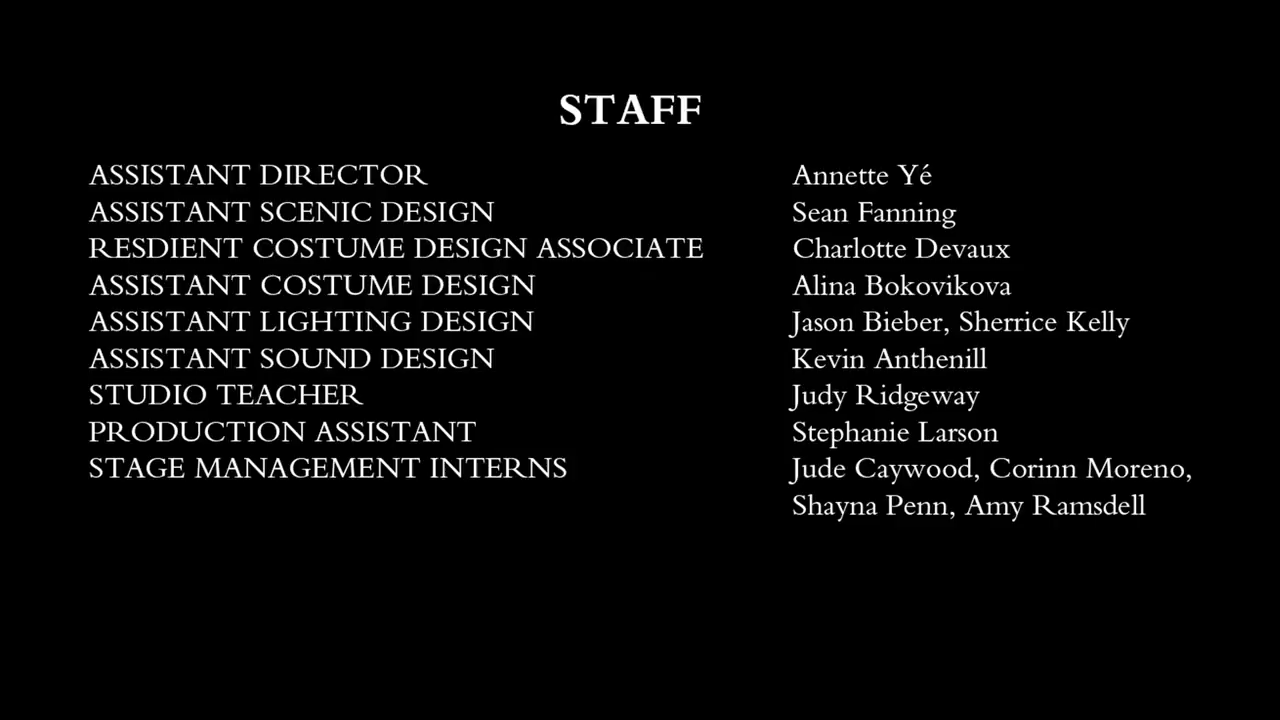 STAFF
ASSISTANT DIRECTOR Annette Yé
ASSISTANT SCENIC DESIGN Sean Fanning
RESDIENT COSTUME DESIGN ASSOCIATE Charlotte Devaux
ASSISTANT COSTUME DESIGN Alina Bokovikova
ASSISTANT LIGHTING DESIGN Jason Bieber, Sherrice Kelly
ASSISTANT SOUND DESIGN Kevin Anthenill
STUDIO TEACHER Judy Ridgeway
PRODUCTION ASSISTANT Stephanie Larson
STAGE MANAGEMENT INTERNS Jude Caywood, Corinn Moreno,
Shayna Penn, Amy Ramsdell